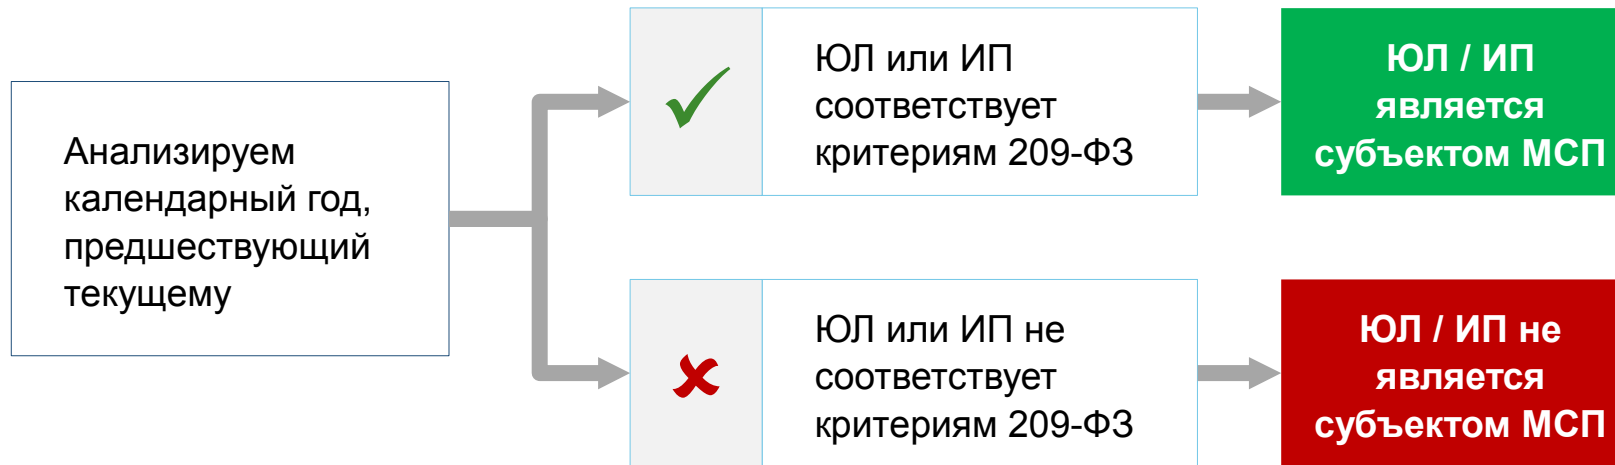 Анализируем
календарный год,
предшествующий
текущему
ЮЛ или ИП
соответствует
критериям 209-ФЗ
ЮЛ / ИП
является
субъектом МСП
ЮЛ или ИП не
соответствует
критериям 209-ФЗ
ЮЛ / ИП не
является
субъектом МСП